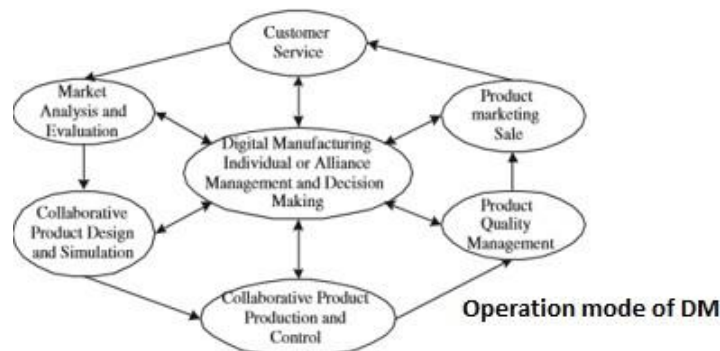 Customer
Service
Market
Analysis and
Evaluation
Product
marketing
Sale
Digital Manufacturing
Individual or Alliance
Management and Decision
Making
Collaborative
Product Design
and Simulation
Product
Quality
Management
Collaborative Product
Production and
Control
Operation mode of DM